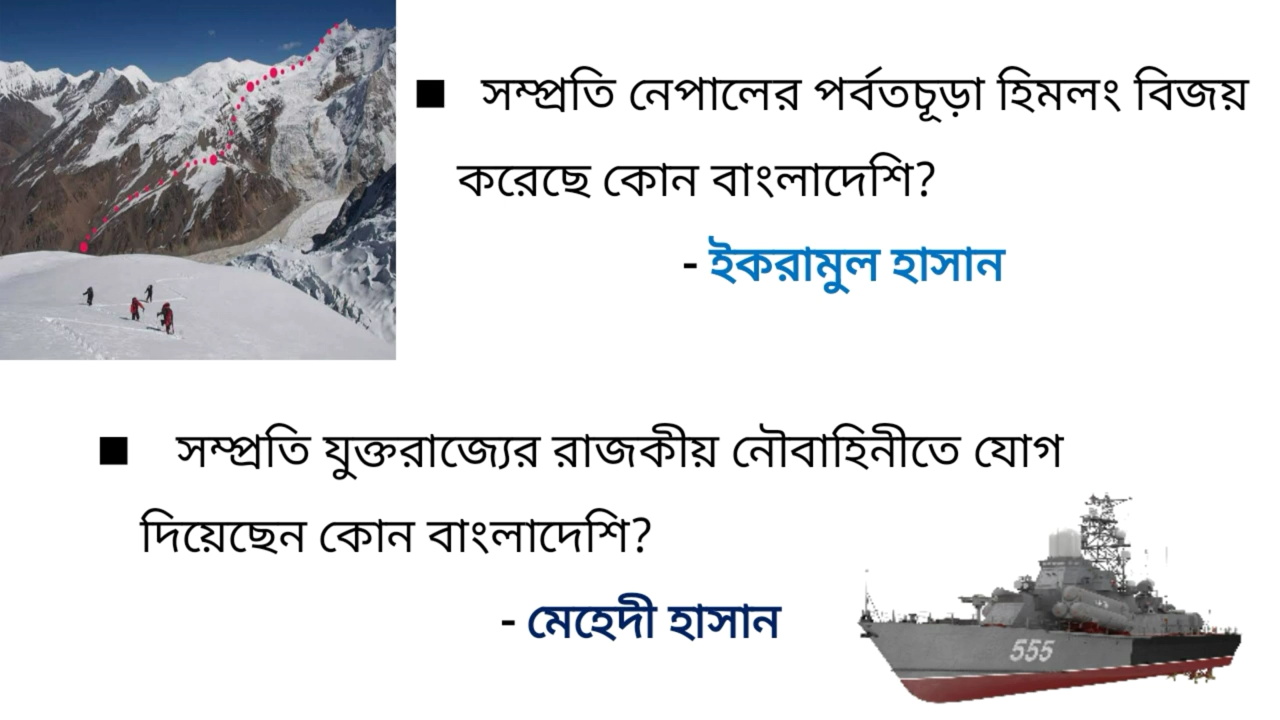 ■ সম্প্রতি নেপালের পর্বতচূড়া হিমলং বিজয়
করেছে কোন বাংলাদেশি?
- ইকরামুল হাসান
■ সম্প্রতি যুক্তরাজ্যের রাজকীয় নৌবাহিনীতে যোগ
দিয়েছেন কোন বাংলাদেশি?
- মেহেদী হাসান
555